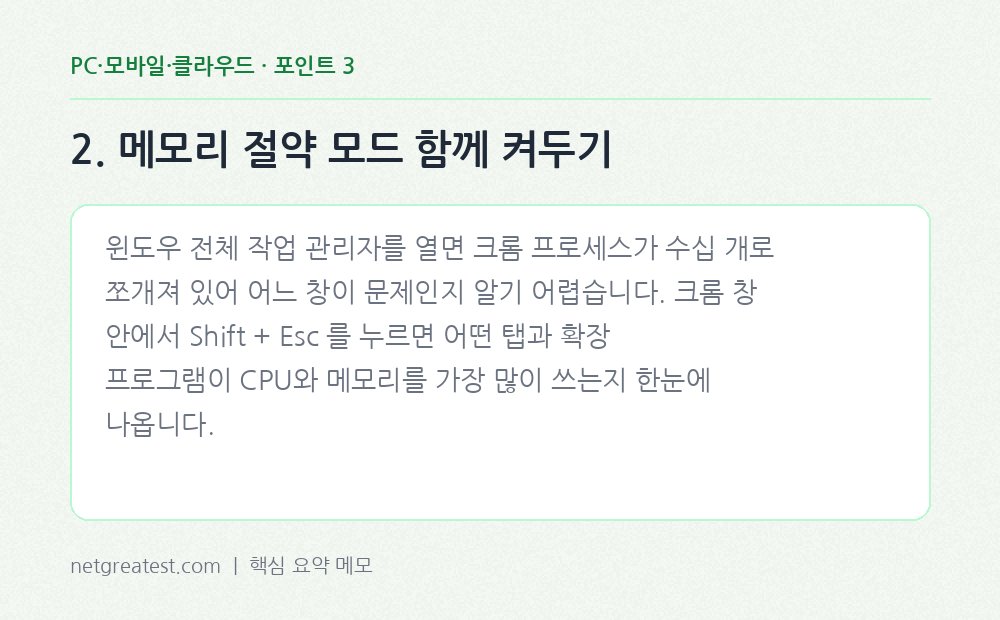 PC·모바일·클라우드 · 포인트 3
2. 메모리 절약 모드 함께 켜두기
윈도우 전체 작업 관리자를 열면 크롬 프로세스가 수십 개로
쪼개져 있어 어느 창이 문제인지 알기 어렵습니다. 크롬 창
안에서 Shift + Esc 를 누르면 어떤 탭과 확장
프로그램이 CPU와 메모리를 가장 많이 쓰는지 한눈에
나옵니다.
netgreatest.com | 핵심 요약 메모